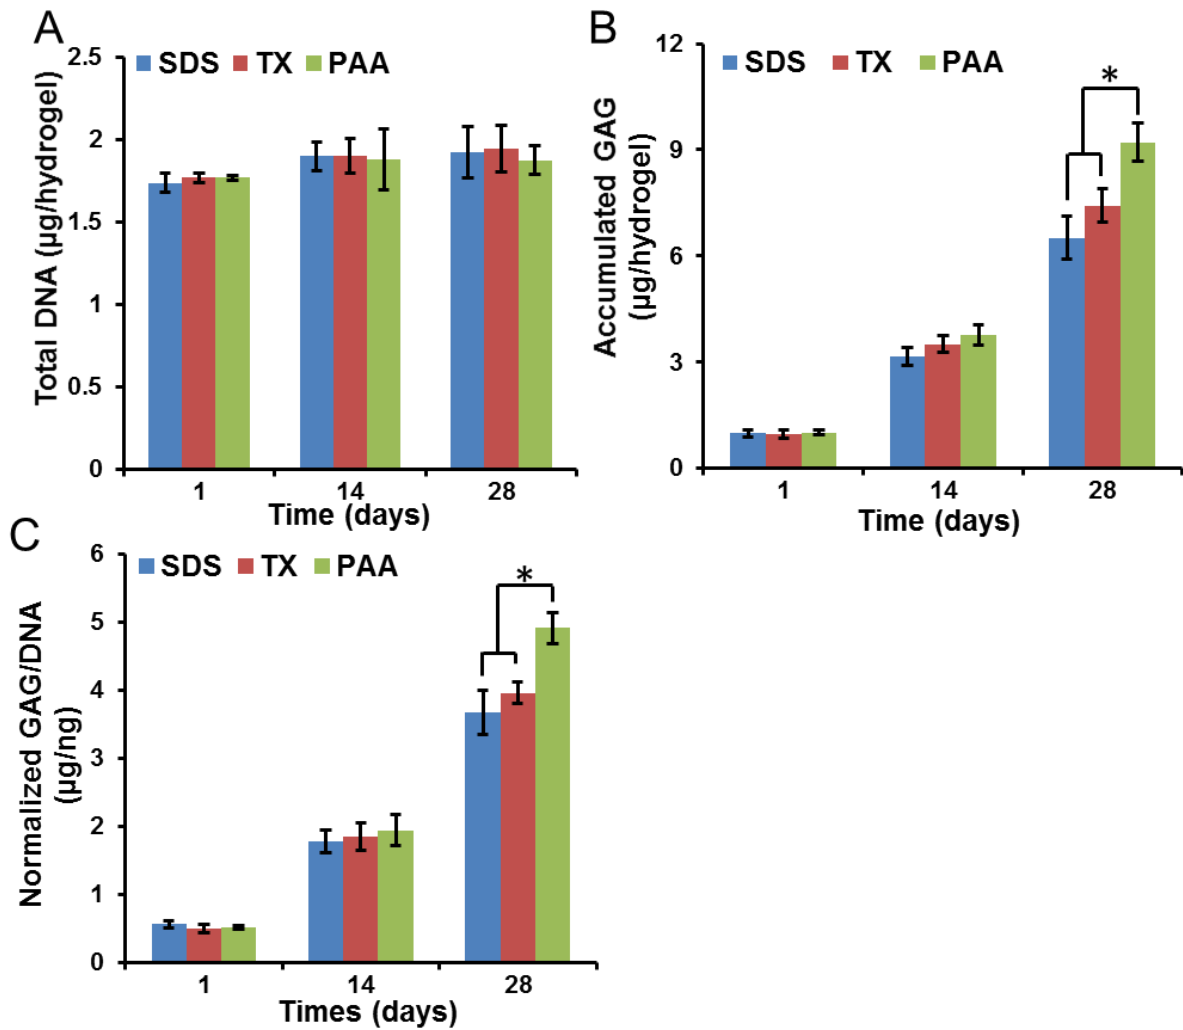 A
SDS TX PAA
Total DNA (µg/hydrogel)
2.5
2
1.5
1
0.5
0
1 14 28
Time (days)
B
SDS TX PAA
Accumulated GAG
(µg/hydrogel)
12
9
6
3
0
*
1 14 28
Time (days)
C
SDS TX PAA
Normalized GAG/DNA
(µg/ng)
6
5
4
3
2
1
0
*
1 14 28
Times (days)